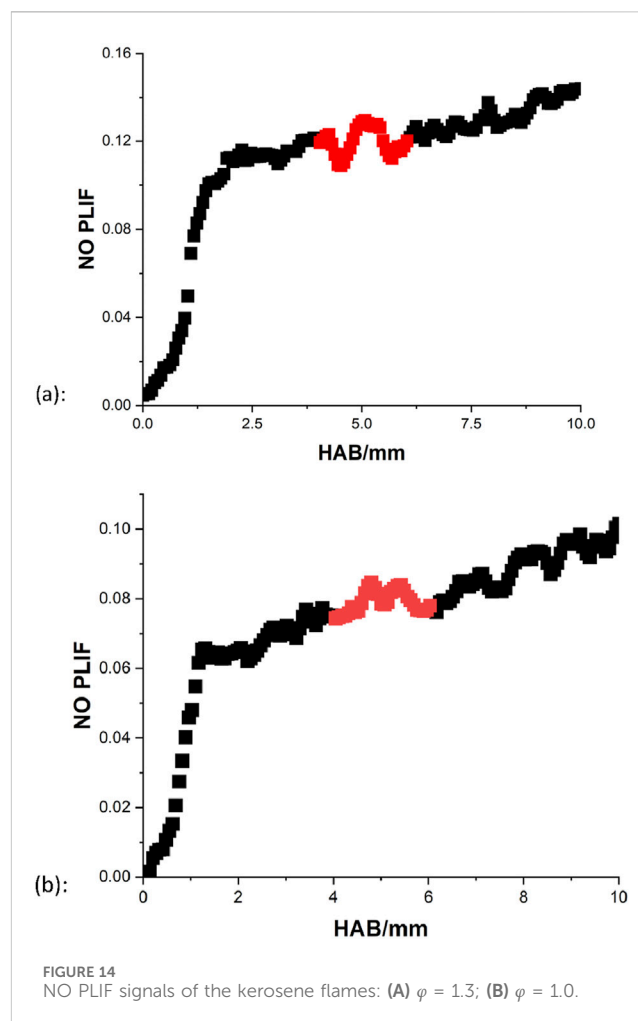 0.16
0.12
0.08
0.04
0.00
NO PLIF
(a):
0.0 2.5 5.0 7.5 10.0
HAB/mm
0.10
0.08
0.06
0.04
0.02
0.00
NO PLIF
(b):
0 2 4 6 8 10
HAB/mm
FIGURE 14
NO PLIF signals of the kerosene flames: (A) φ = 1.3; (B) φ = 1.0.